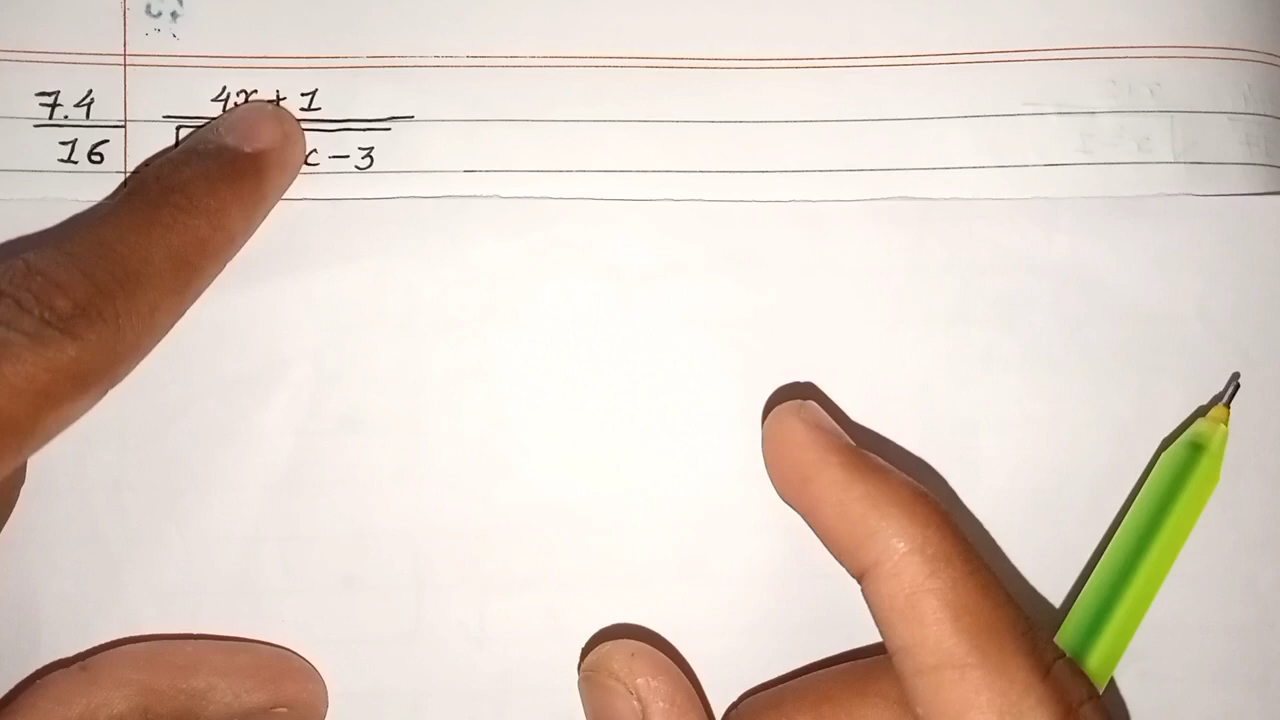 7.4
16
4x + 1
√ x - 3